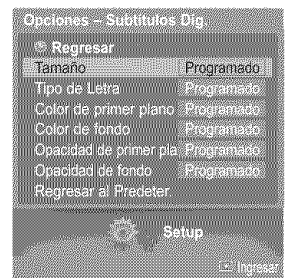 Opciones – Subtitulos Dig.
Regresar
Tamaño Programado
Tipo de Letra Programado
Color de primer plano Programado
Color de fondo Programado
Opacidad de primer pla Programado
Opacidad de fondo Programado
Regresar al Predeter.
Setup
Ingresar